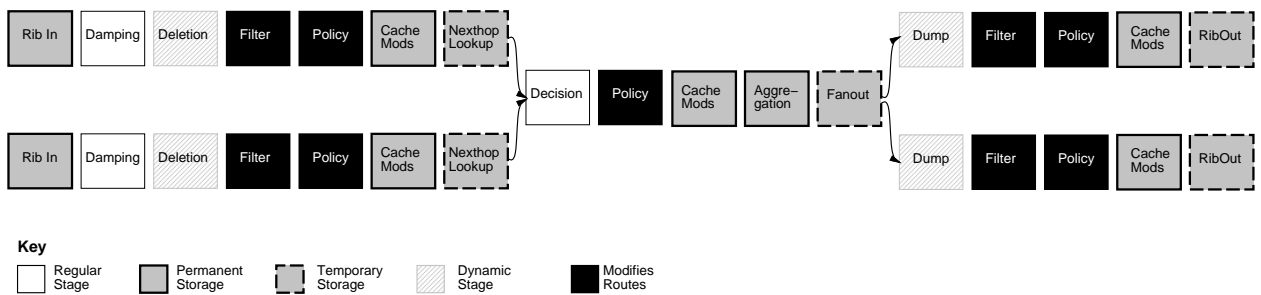 Rib In
Damping
Deletion
Filter
Policy
Cache
Mods
Nexthop
Lookup
Dump
Filter
Policy
Cache
Mods
RibOut
Decision
Policy
Cache
Mods
Aggre–
gation
Fanout
Rib In
Damping
Deletion
Filter
Policy
Cache
Mods
Nexthop
Lookup
Dump
Filter
Policy
Cache
Mods
RibOut
Key
Regular
Stage
Permanent
Storage
Temporary
Storage
Dynamic
Stage
Modifies
Routes